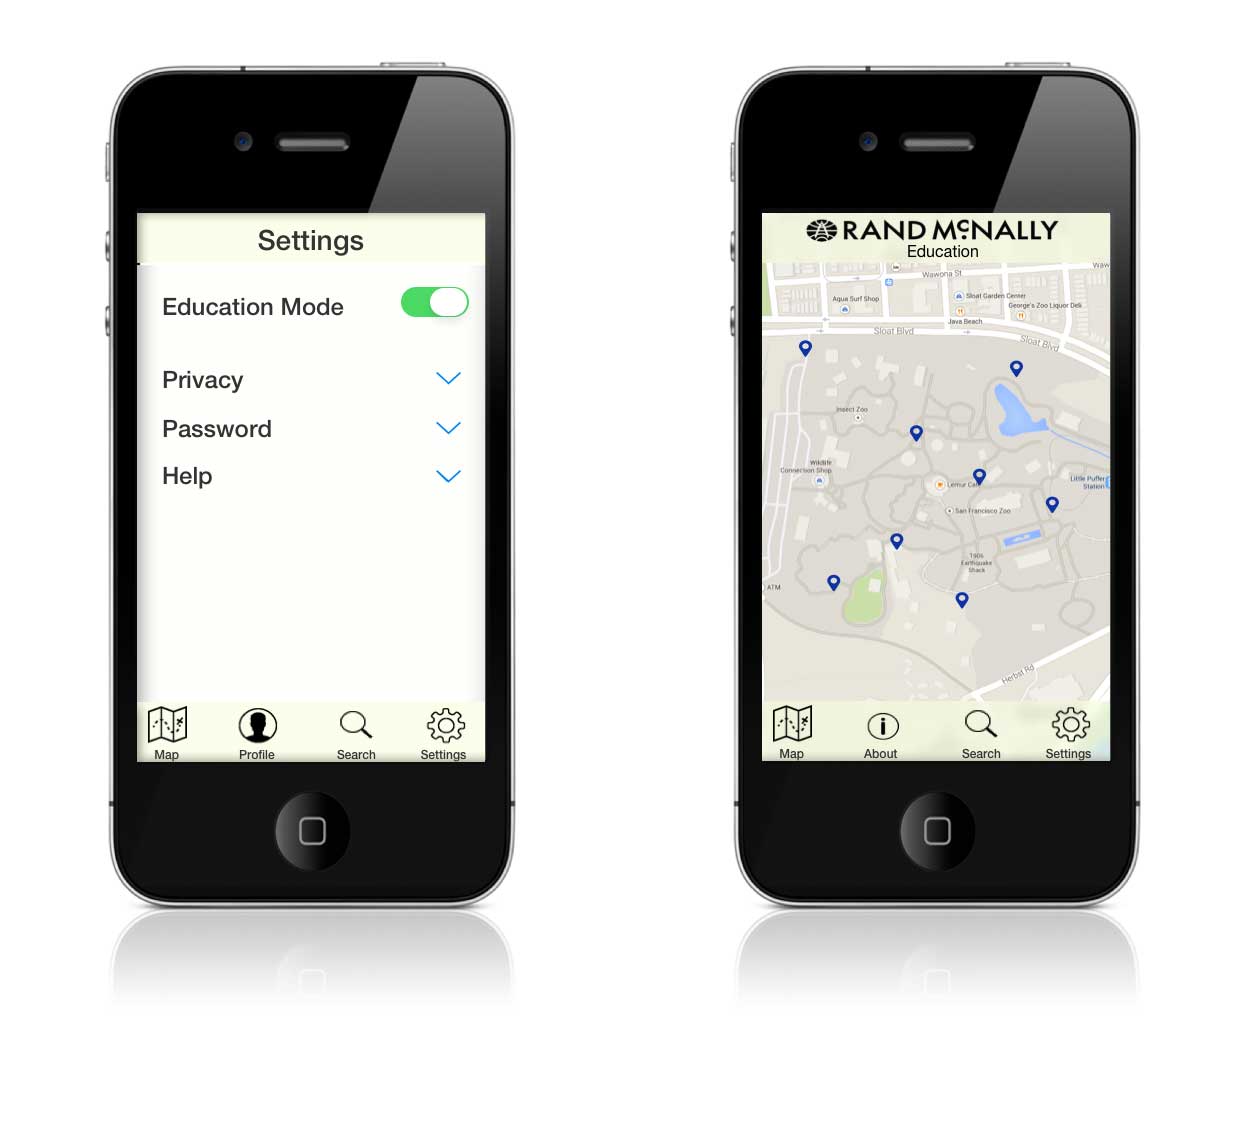 Settings
Education Mode
Privacy
Password
Help
Map
Profile
Search
Settings
RAND McNALLY
Education
Wawona St
Waw
Aqua Surf Shop
Sloat Garden Center
George's Zoo Liquor Deli
Java Beach
Sloat Blvd
Sloat Blvd
Insect Zoo
Wildlife
Connection Shop
Lemur Caf
Little Puffer
Station
San Francisco Zoo
1906
Earthquake
Shack
ATM
Herbst Rd
Map
About
Search
Settings